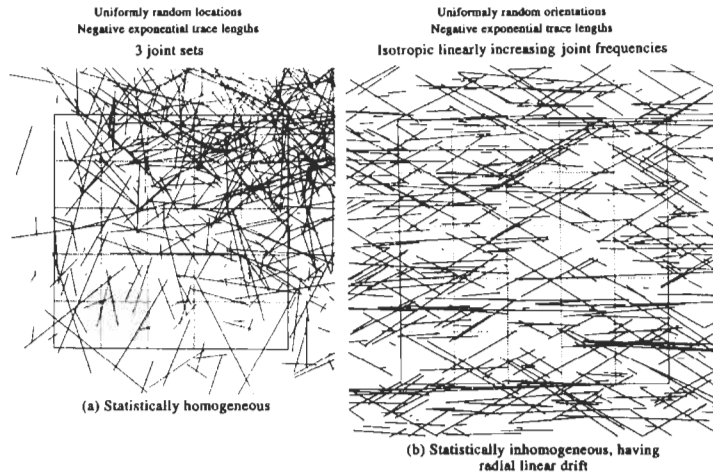 Uniformly random locations
Negative exponential trace lengths
3 joint sets
(a) Statistically homogeneous
Uniformaly random orientations
Negative exponential trace lengths
Isotropic linearly increasing joint frequencies
(b) Statistically inhomogeneous, having
radial linear drift